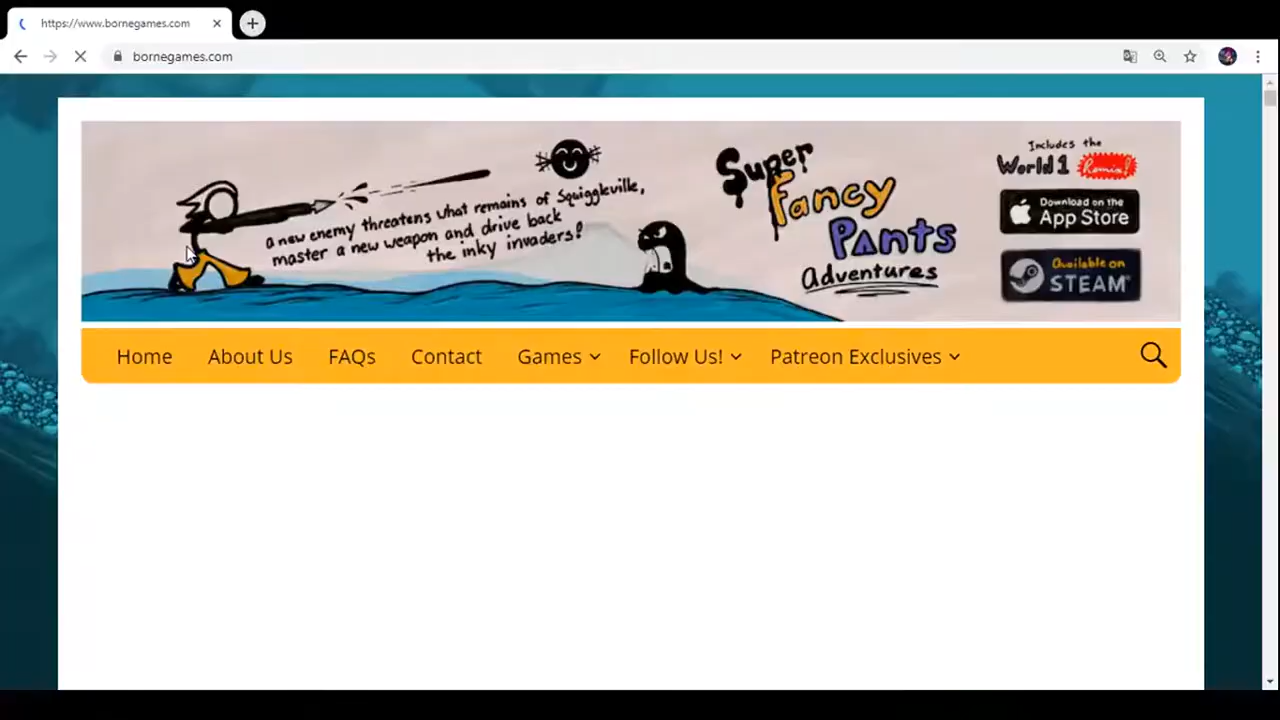 https://www.bornegames.com
bornegames.com
a new enemy threatens what remains of Squiggleville,
master a new weapon and drive back
the inky invaders!
Super
Fancy
Pants
Adventures
Includes the
World 1 Remix!
Download on the
App Store
Available on
STEAM
Home About Us FAQs Contact Games Follow Us! Patreon Exclusives